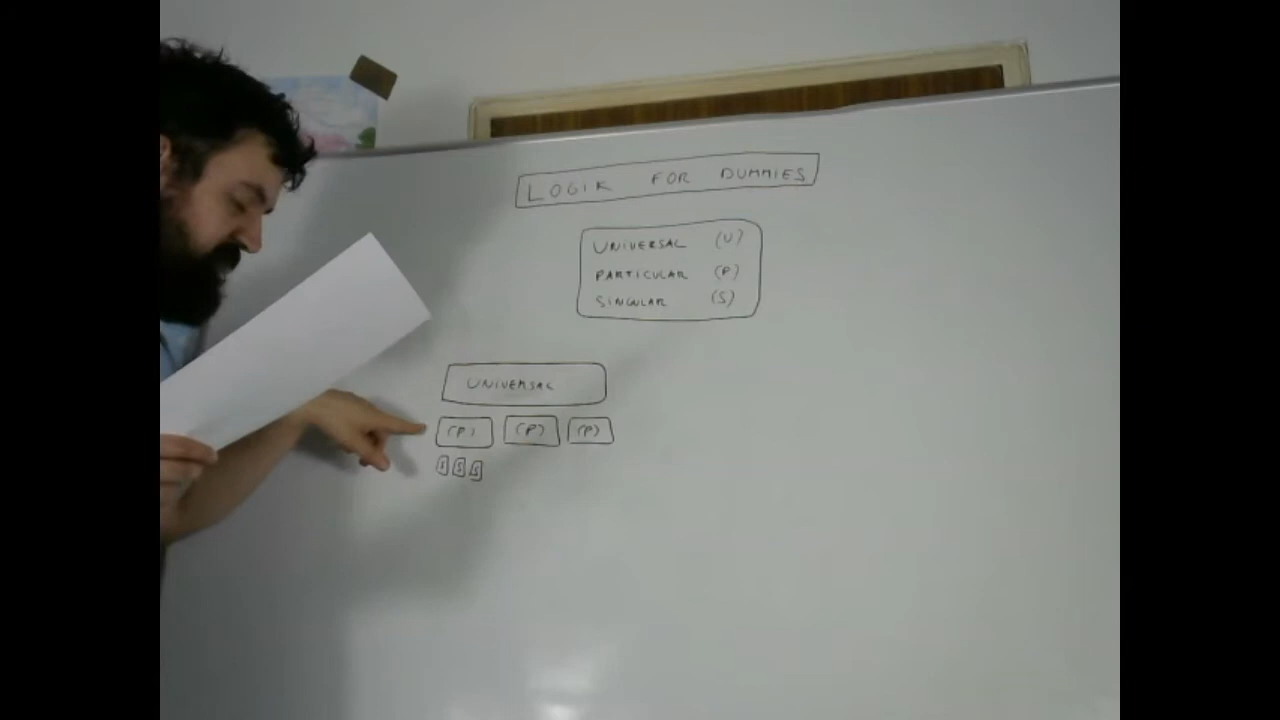 LOGIK FOR DUMMIES
UNIVERSAL (U)
PARTICULAR (P)
SINGULAR (S)
UNIVERSAL
(P) (P) (P)
S S S